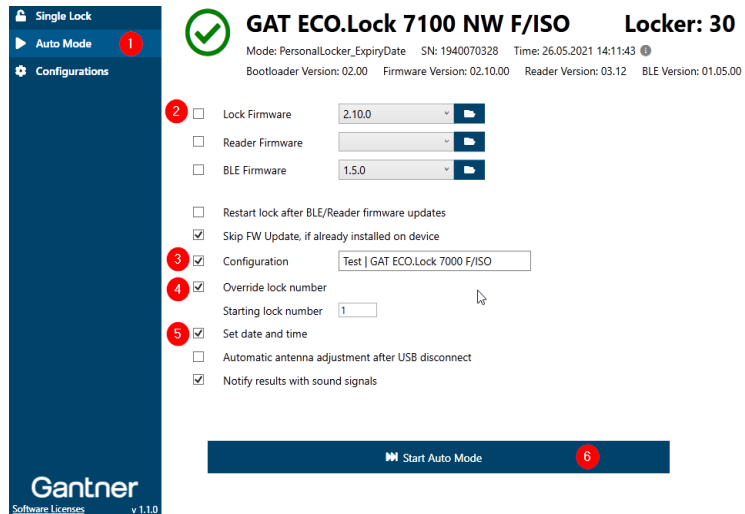 Single Lock
Auto Mode 1
Configurations
GAT ECO.Lock 7100 NW F/ISO Locker: 30
Mode: PersonalLocker_ExpiryDate SN: 1940070328 Time: 26.05.2021 14:11:43
Bootloader Version: 02.00 Firmware Version: 02.10.00 Reader Version: 03.12 BLE Version: 01.05.00
2 Lock Firmware 2.10.0
Reader Firmware
BLE Firmware 1.5.0
Restart lock after BLE/Reader firmware updates
Skip FW Update, if already installed on device
3 Configuration Test | GAT ECO.Lock 7000 F/ISO
4 Override lock number
Starting lock number 1
5 Set date and time
Automatic antenna adjustment after USB disconnect
Notify results with sound signals
Start Auto Mode 6
Gantner
Software Licenses v 1.1.0